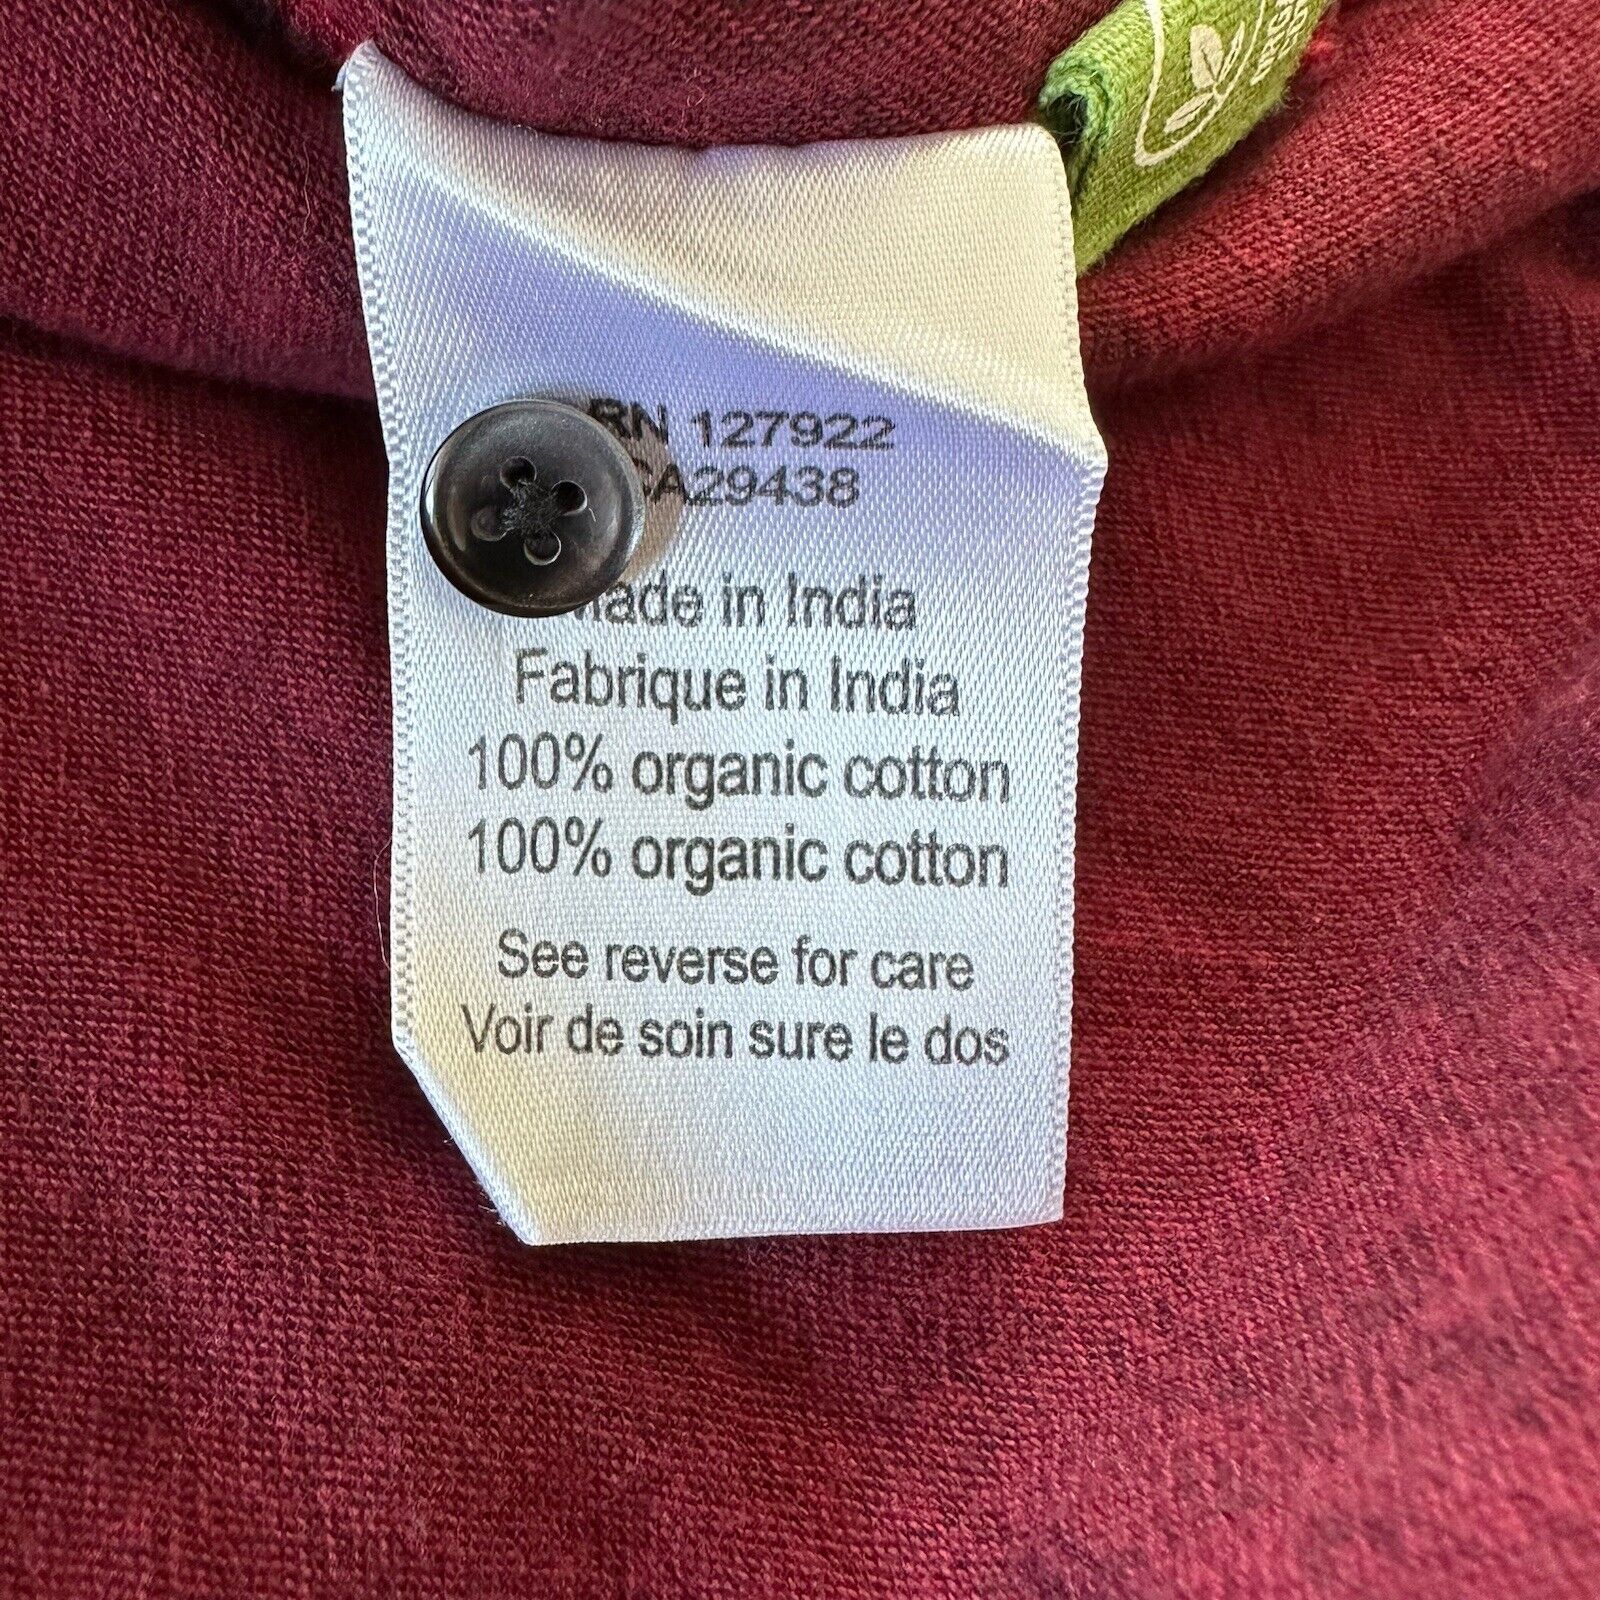 RN 127922
CA29438
Made in India
Fabrique in India
100% organic cotton
100% organic cotton
See reverse for care
Voir de soin sure le dos